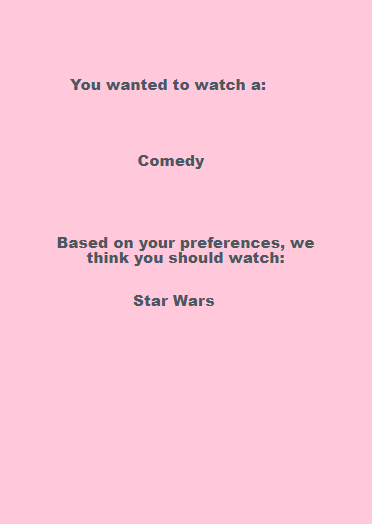 You wanted to watch a:
Comedy
Based on your preferences, we
think you should watch:
Star Wars